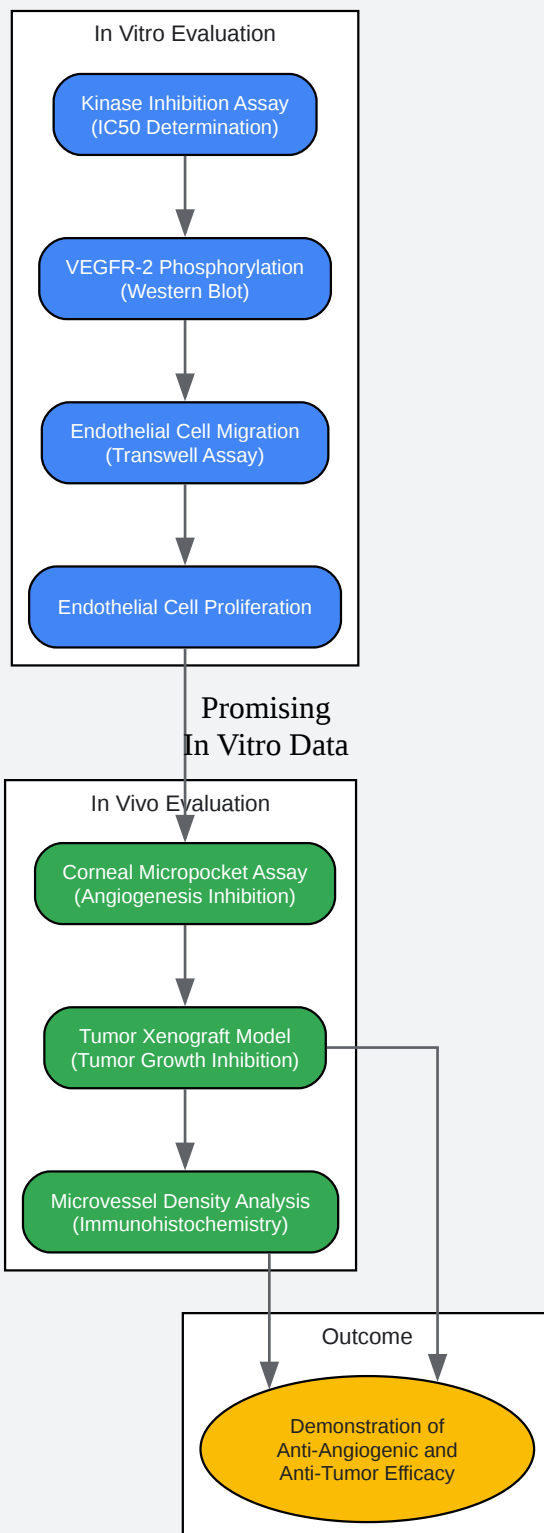 In Vitro Evaluation
Kinase Inhibition Assay
(IC50 Determination)
VEGFR-2 Phosphorylation
(Western Blot)
Endothelial Cell Migration
(Transwell Assay)
Endothelial Cell Proliferation
Promising
In Vitro Data
In Vivo Evaluation
Corneal Micropocket Assay
(Angiogenesis Inhibition)
Tumor Xenograft Model
(Tumor Growth Inhibition)
Microvessel Density Analysis
(Immunohistochemistry)
Outcome
Demonstration of
Anti-Angiogenic and
Anti-Tumor Efficacy